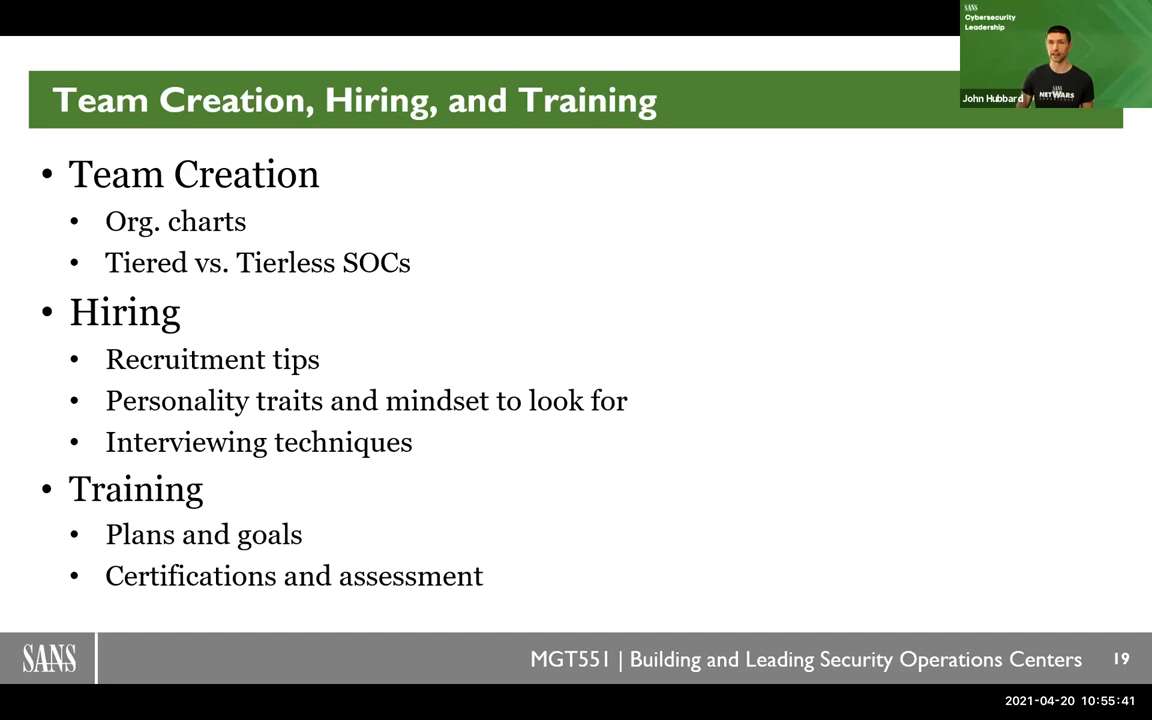 SANS
Cybersecurity
Leadership
John Hubbard
SANS
NETWARS
Team Creation, Hiring, and Training
• Team Creation
• Org. charts
• Tiered vs. Tierless SOCs
• Hiring
• Recruitment tips
• Personality traits and mindset to look for
• Interviewing techniques
• Training
• Plans and goals
• Certifications and assessment
SANS
MGT551 | Building and Leading Security Operations Centers 19
2021-04-20 10:55:41